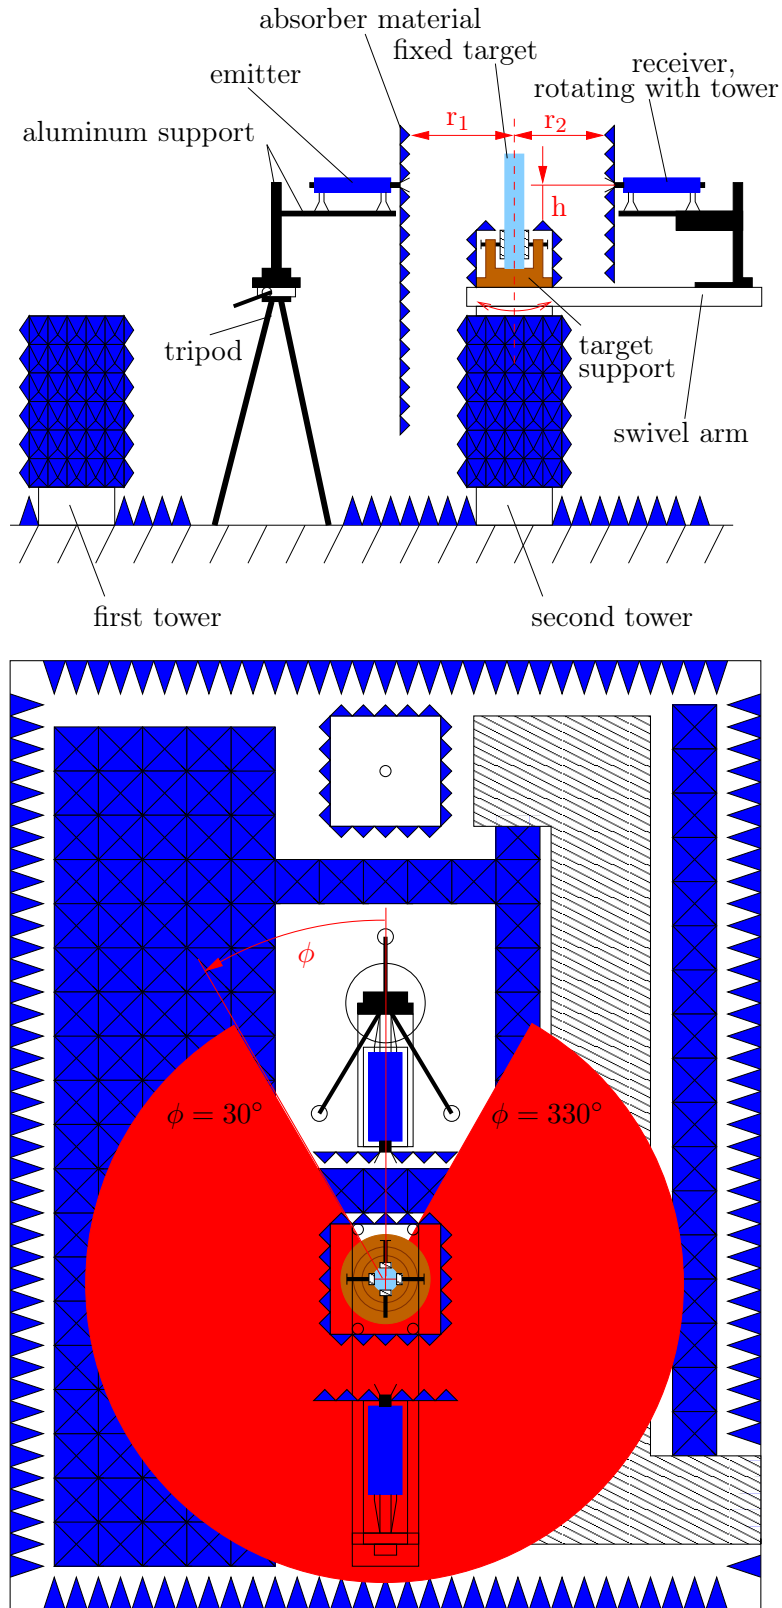 absorber material
fixed target
emitter
receiver,
rotating with tower
aluminum support
r₁
r₂
h
tripod
target
support
swivel arm
first tower
second tower
ϕ
ϕ = 30°
ϕ = 330°